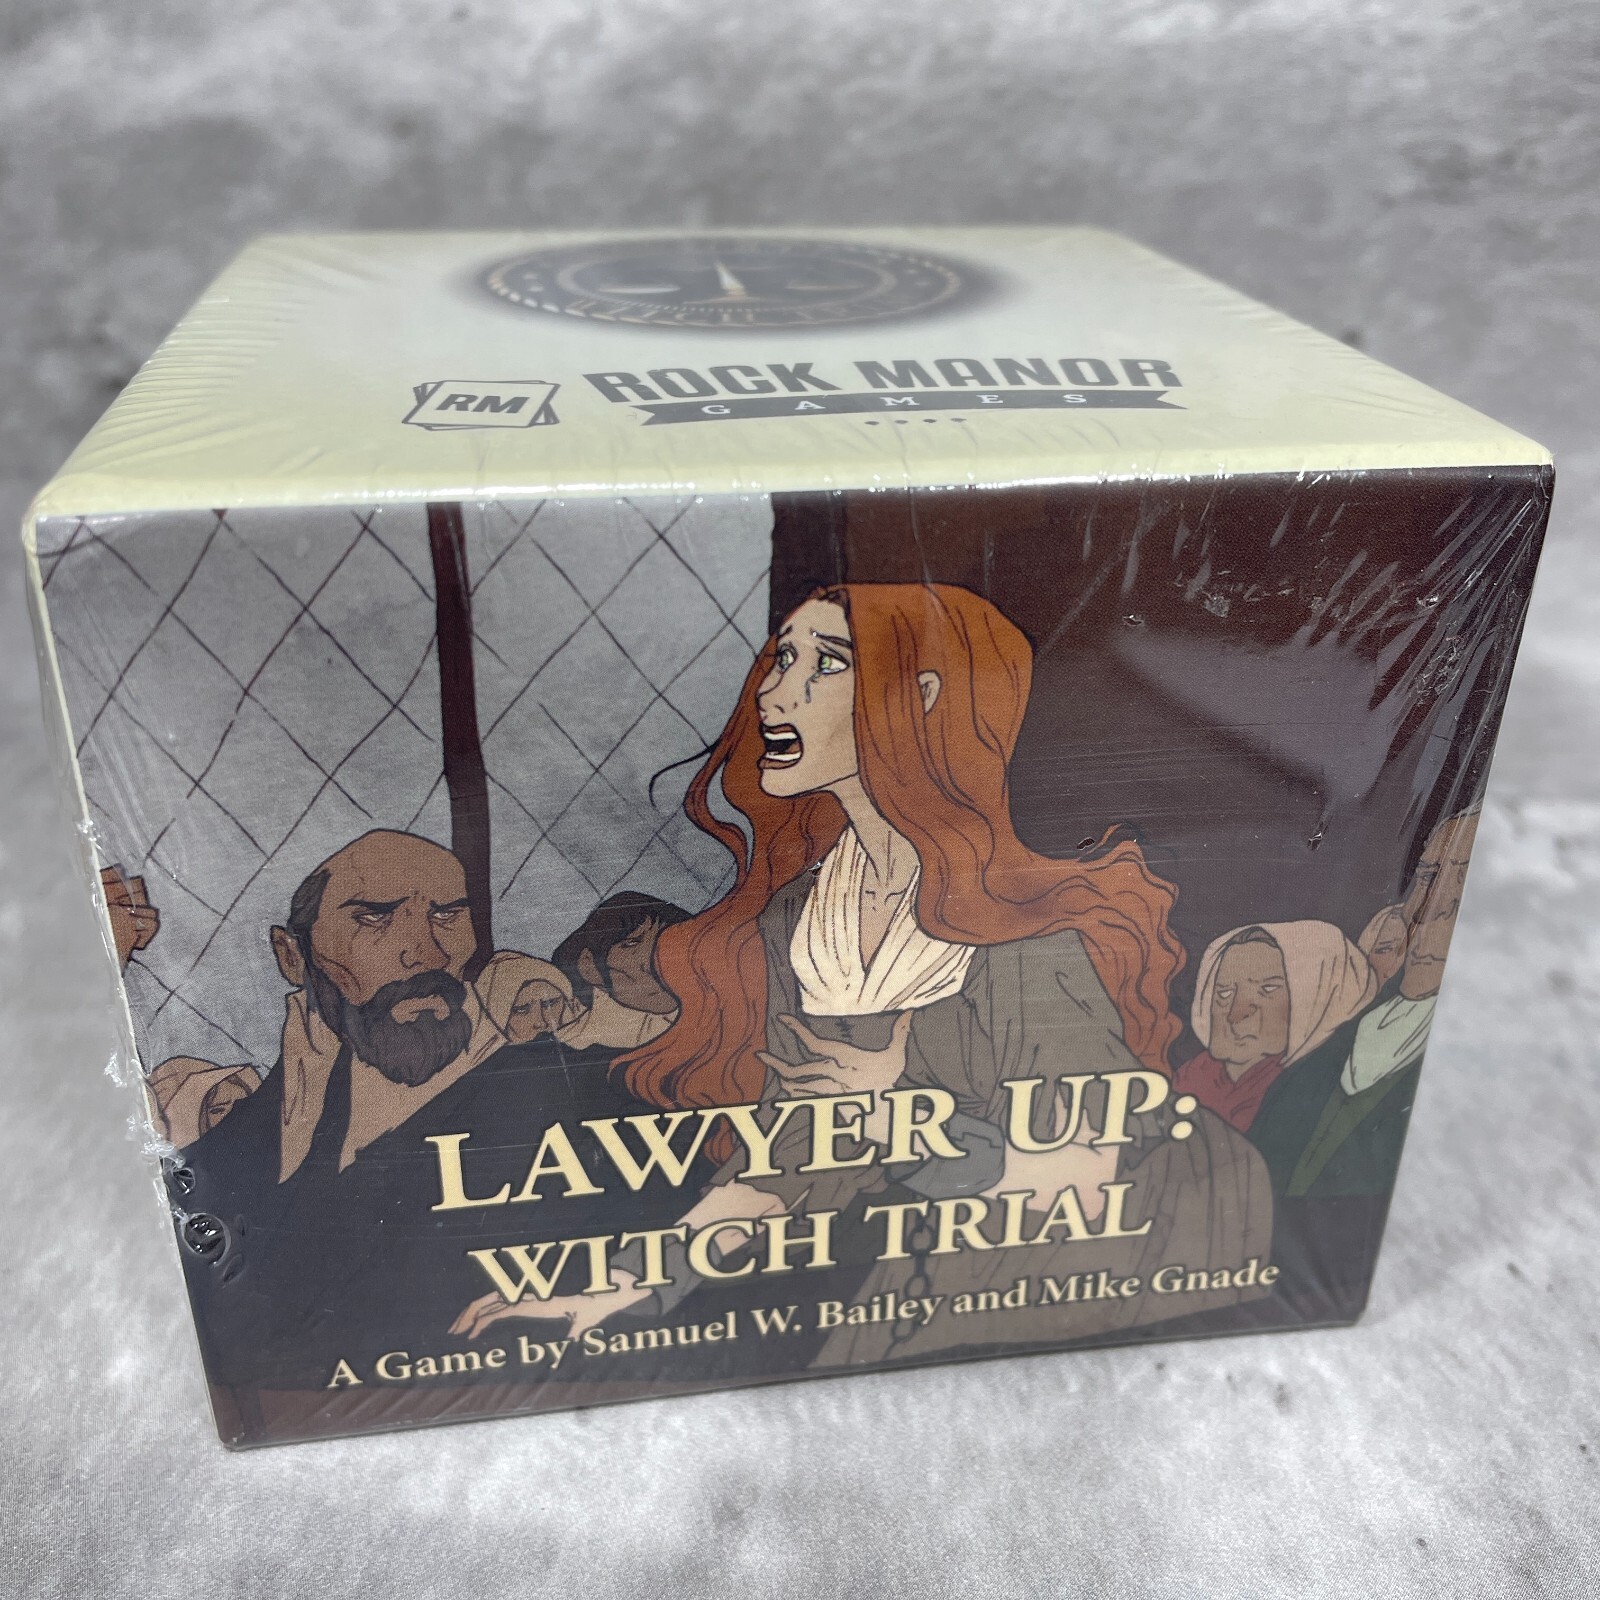 RM
ROCK MANOR
GAMES
LAWYER UP:
WITCH TRIAL
A Game by Samuel W. Bailey and Mike Gnade